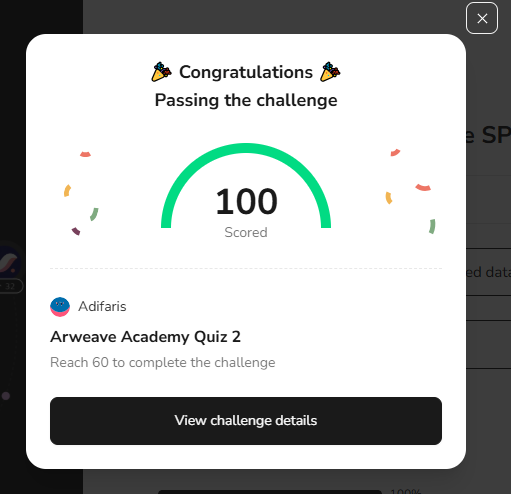 Congratulations
Passing the challenge
e SP
100
Scored
ed data
32
Adifaris
Arweave Academy Quiz 2
Reach 60 to complete the challenge
View challenge details
100%